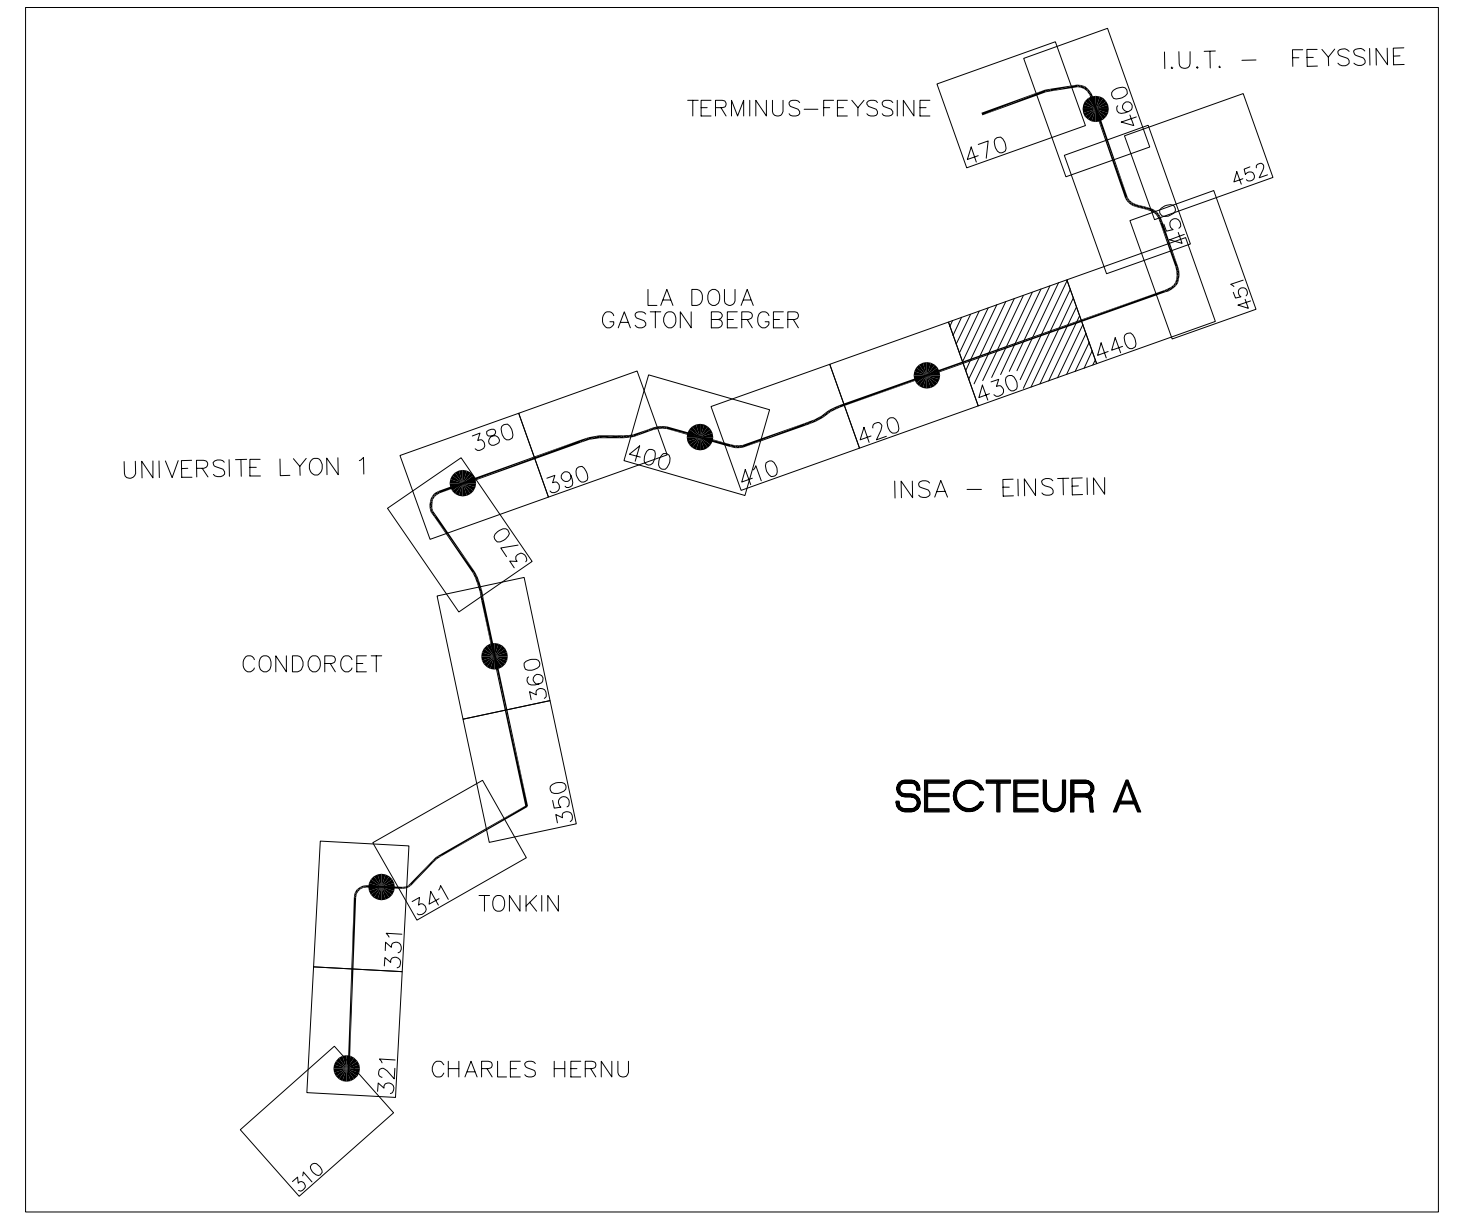 I.U.T. - FEYSSINE
TERMINUS-FEYSSINE
460
470
452
450
451
LA DOUA
GASTON BERGER
440
430
420
380
400
410
390
UNIVERSITE LYON 1
INSA - EINSTEIN
370
CONDORCET
360
350
SECTEUR A
341
TONKIN
331
321
CHARLES HERNU
310